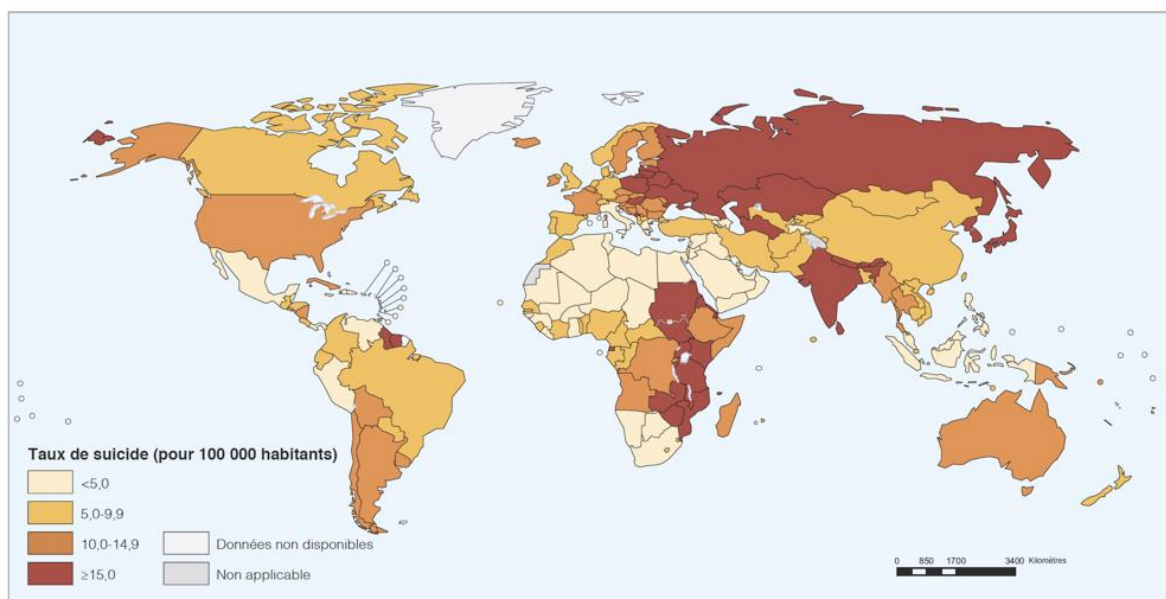 Taux de suicide (pour 100 000 habitants)
<5,0
5,0-9,9
10,0-14,9
≥15,0
Données non disponibles
Non applicable
0 850 1700 3400 Kilomètres